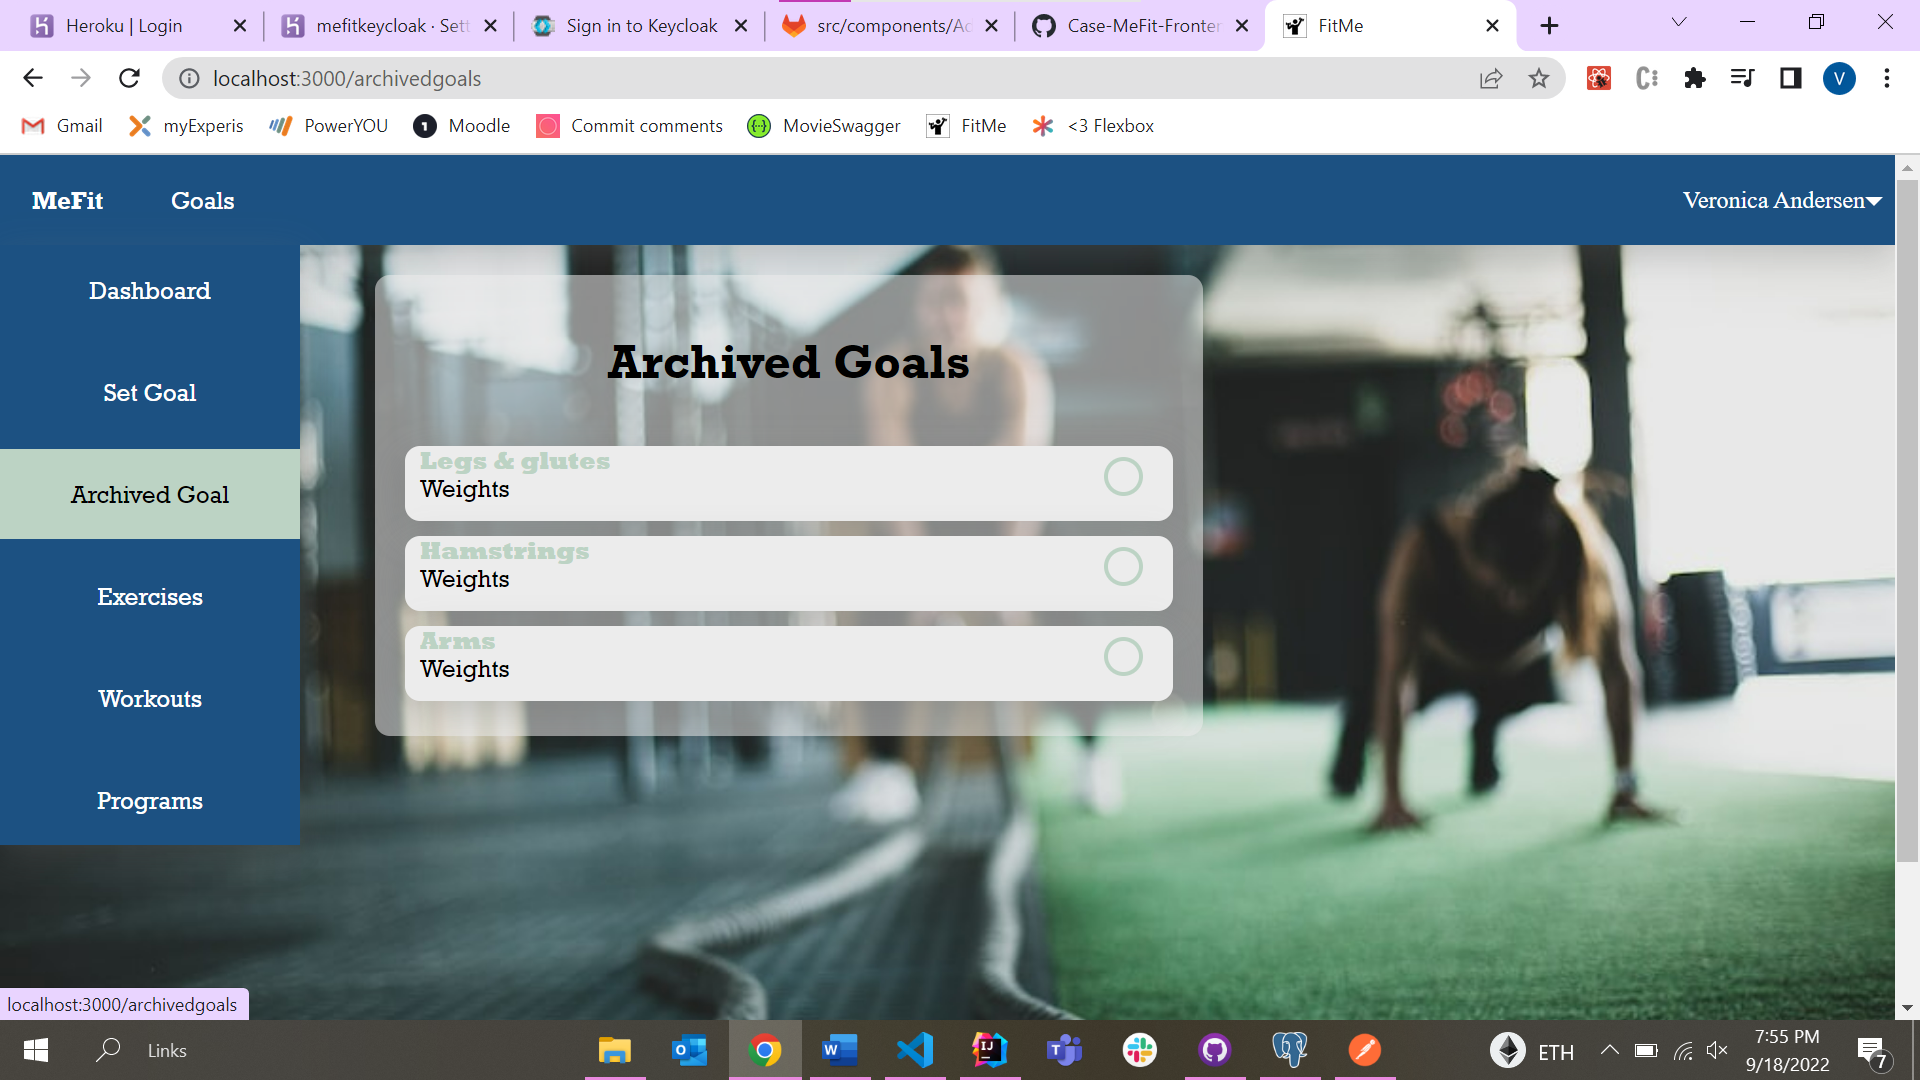 Heroku | Login
mefitkeycloak · Sett
Sign in to Keycloak
src/components/Ad
Case-MeFit-Fronter
FitMe
localhost:3000/archivedgoals
V
Gmail
myExperis
PowerYOU
Moodle
Commit comments
MovieSwagger
FitMe
<3 Flexbox
MeFit
Goals
Veronica Andersen
Dashboard
Set Goal
Archived Goal
Exercises
Workouts
Programs
Archived Goals
Legs & glutes
Weights
Hamstrings
Weights
Arms
Weights
localhost:3000/archivedgoals
Links
ETH
7:55 PM
9/18/2022
7